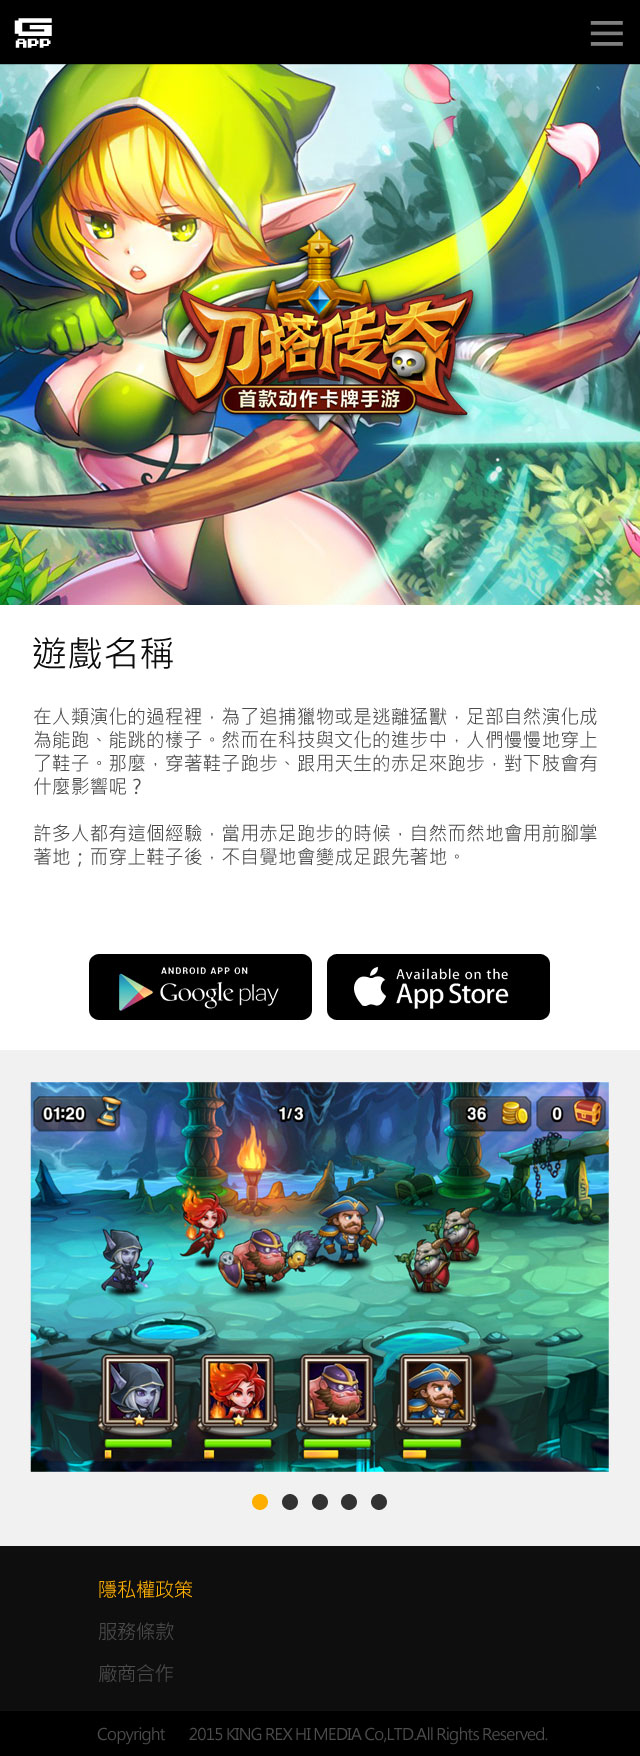 G
APP
刀塔传奇
首款动作卡牌手游
遊戲名稱
在人類演化的過程裡，為了追捕獵物或是逃離猛獸，足部自然演化成
為能跑、能跳的樣子。然而在科技與文化的進步中，人們慢慢地穿上
了鞋子。那麼，穿著鞋子跑步、跟用天生的赤足來跑步，對下肢會有
什麼影響呢？
許多人都有這個經驗，當用赤足跑步的時候，自然而然地會用前腳掌
著地；而穿上鞋子後，不自覺地會變成足跟先著地。
ANDROID APP ON
Google play
Available on the
App Store
01:20 1/3 36 0
隱私權政策
服務條款
廠商合作
Copyright 2015 KING REX HI MEDIA Co,LTD.All Rights Reserved.